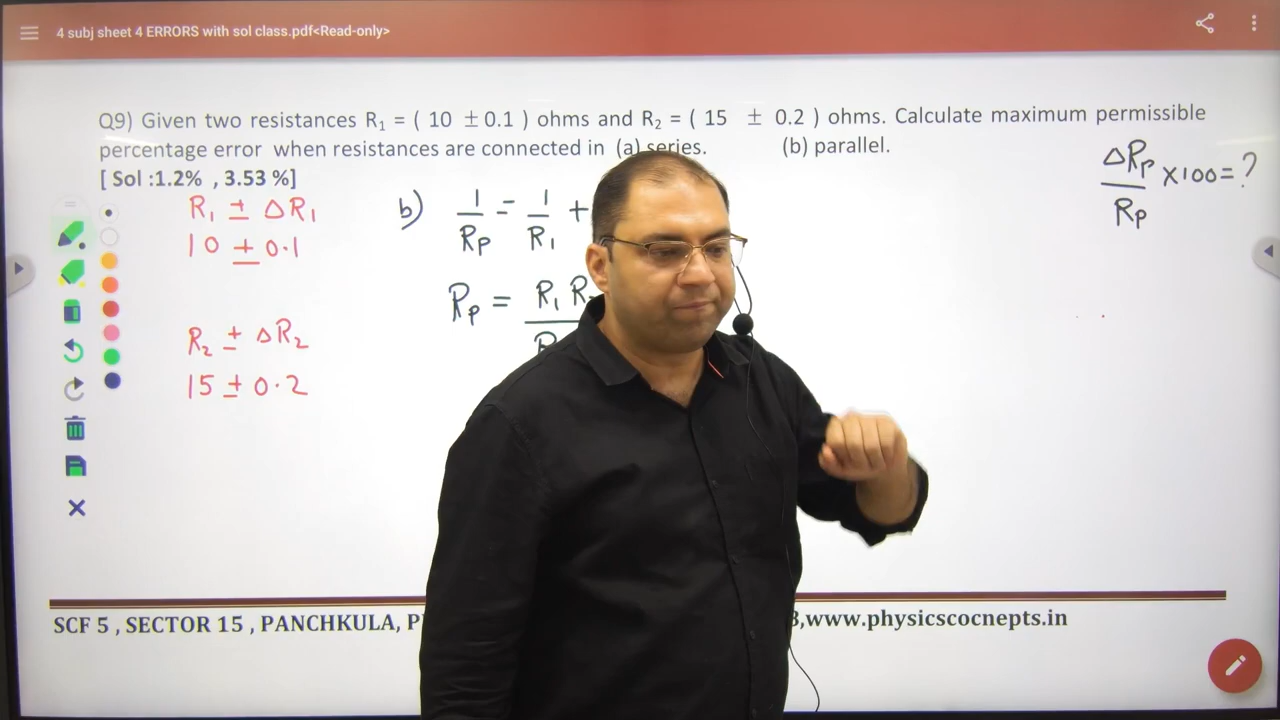 4 subj sheet 4 ERRORS with sol class.pdf<Read-only>
Q9) Given two resistances R₁ = ( 10 ± 0.1 ) ohms and R₂ = ( 15 ± 0.2 ) ohms. Calculate maximum permissible
percentage error when resistances are connected in (a) series. (b) parallel.
[ Sol :1.2% , 3.53 %]
R₁ ± ΔR₁
10 ± 0.1
R₂ ± ΔR₂
15 ± 0.2
b) 1/Rₚ = 1/R₁ +
Rₚ = R₁ R
ΔRₚ/Rₚ ×100 = ?
SCF 5 , SECTOR 15 , PANCHKULA, P
,www.physicscocnepts.in